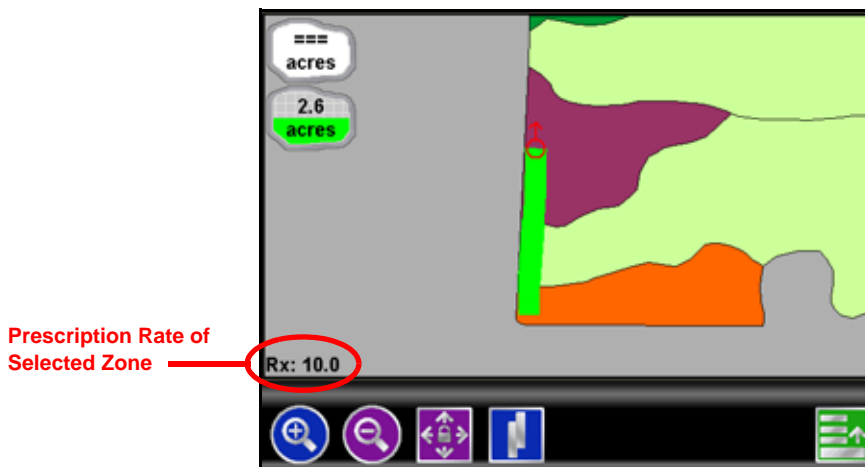 ===
acres
2.6
acres
Prescription Rate of
Selected Zone
Rx: 10.0